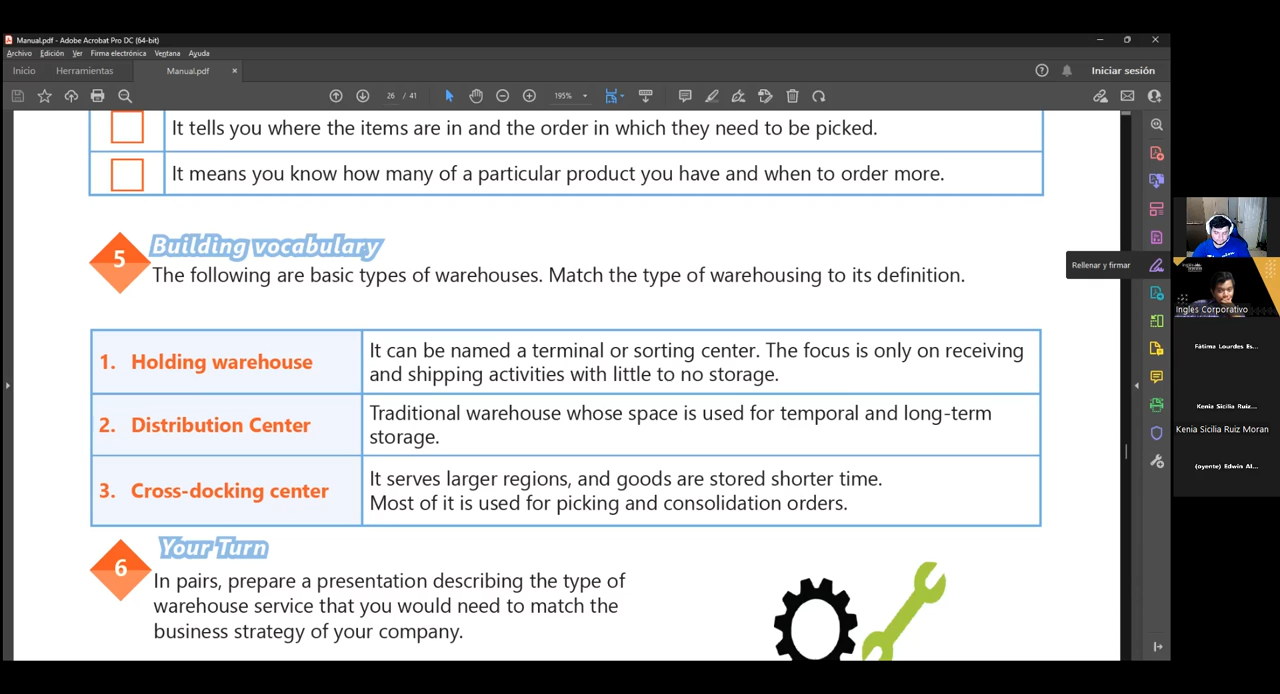 Manual.pdf - Adobe Acrobat Pro DC (64-bit)
Archivo Edición Ver Firma electrónica Ventana Ayuda
Inicio Herramientas Manual.pdf × Iniciar sesión
26 / 41 195%
It tells you where the items are in and the order in which they need to be picked.
It means you know how many of a particular product you have and when to order more.
5 Building vocabulary
The following are basic types of warehouses. Match the type of warehousing to its definition.
Rellenar y firmar
1. Holding warehouse
It can be named a terminal or sorting center. The focus is only on receiving
and shipping activities with little to no storage.
2. Distribution Center
Traditional warehouse whose space is used for temporal and long-term
storage.
3. Cross-docking center
It serves larger regions, and goods are stored shorter time.
Most of it is used for picking and consolidation orders.
6 Your Turn
In pairs, prepare a presentation describing the type of
warehouse service that you would need to match the
business strategy of your company.
Ingles Corporativo
Fátima Lourdes Es...
Kenia Sicilia Ruiz...
Kenia Sicilia Ruiz Moran
(oyente) Edwin Al...